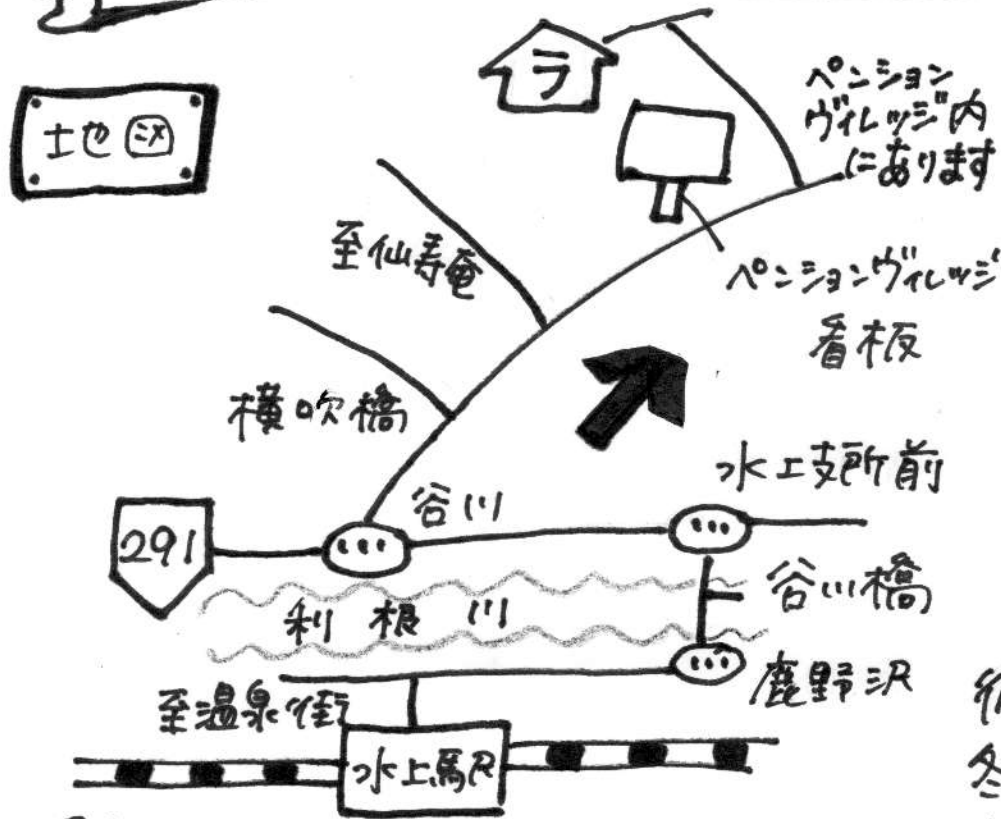 ラ
ペンション
ヴィレッジ内
にあります
地図
至仙寿庵
ペンションヴィレッジ
看板
横吹橋
水上支所前
谷川
291
谷川橋
利根川
鹿野沢
至温泉街
水上駅
冬